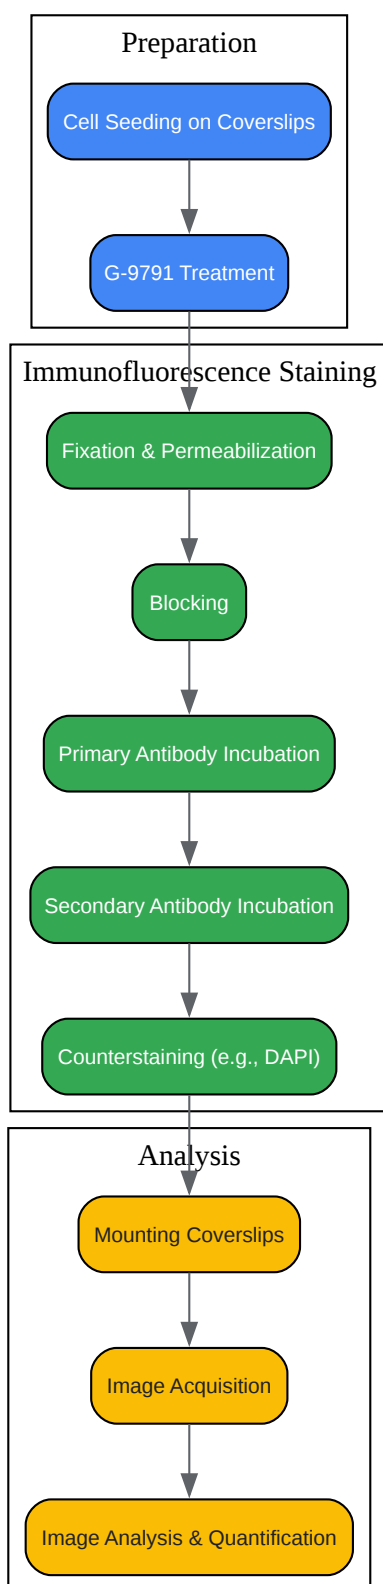 Preparation
Cell Seeding on Coverslips
G-9791 Treatment
Immunofluorescence Staining
Fixation & Permeabilization
Blocking
Primary Antibody Incubation
Secondary Antibody Incubation
Counterstaining (e.g., DAPI)
Analysis
Mounting Coverslips
Image Acquisition
Image Analysis & Quantification